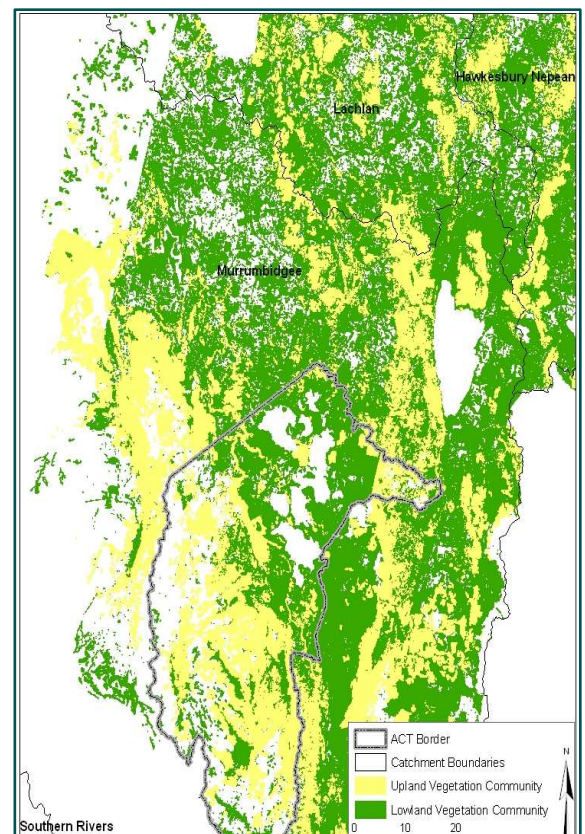 Hawkesbury Nepean
Lachlan
Murrumbidgee
ACT Border
Catchment Boundaries
Upland Vegetation Community
Lowland Vegetation Community
N
0 10 20
Southern Rivers